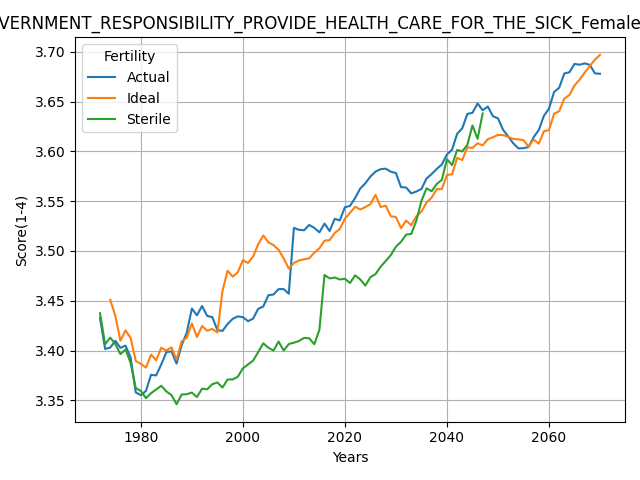 VERNMENT_RESPONSIBILITY_PROVIDE_HEALTH_CARE_FOR_THE_SICK_Female
Fertility
Actual
Ideal
Sterile
Score(1-4)
3.70
3.65
3.60
3.55
3.50
3.45
3.40
3.35
1980
2000
2020
2040
2060
Years